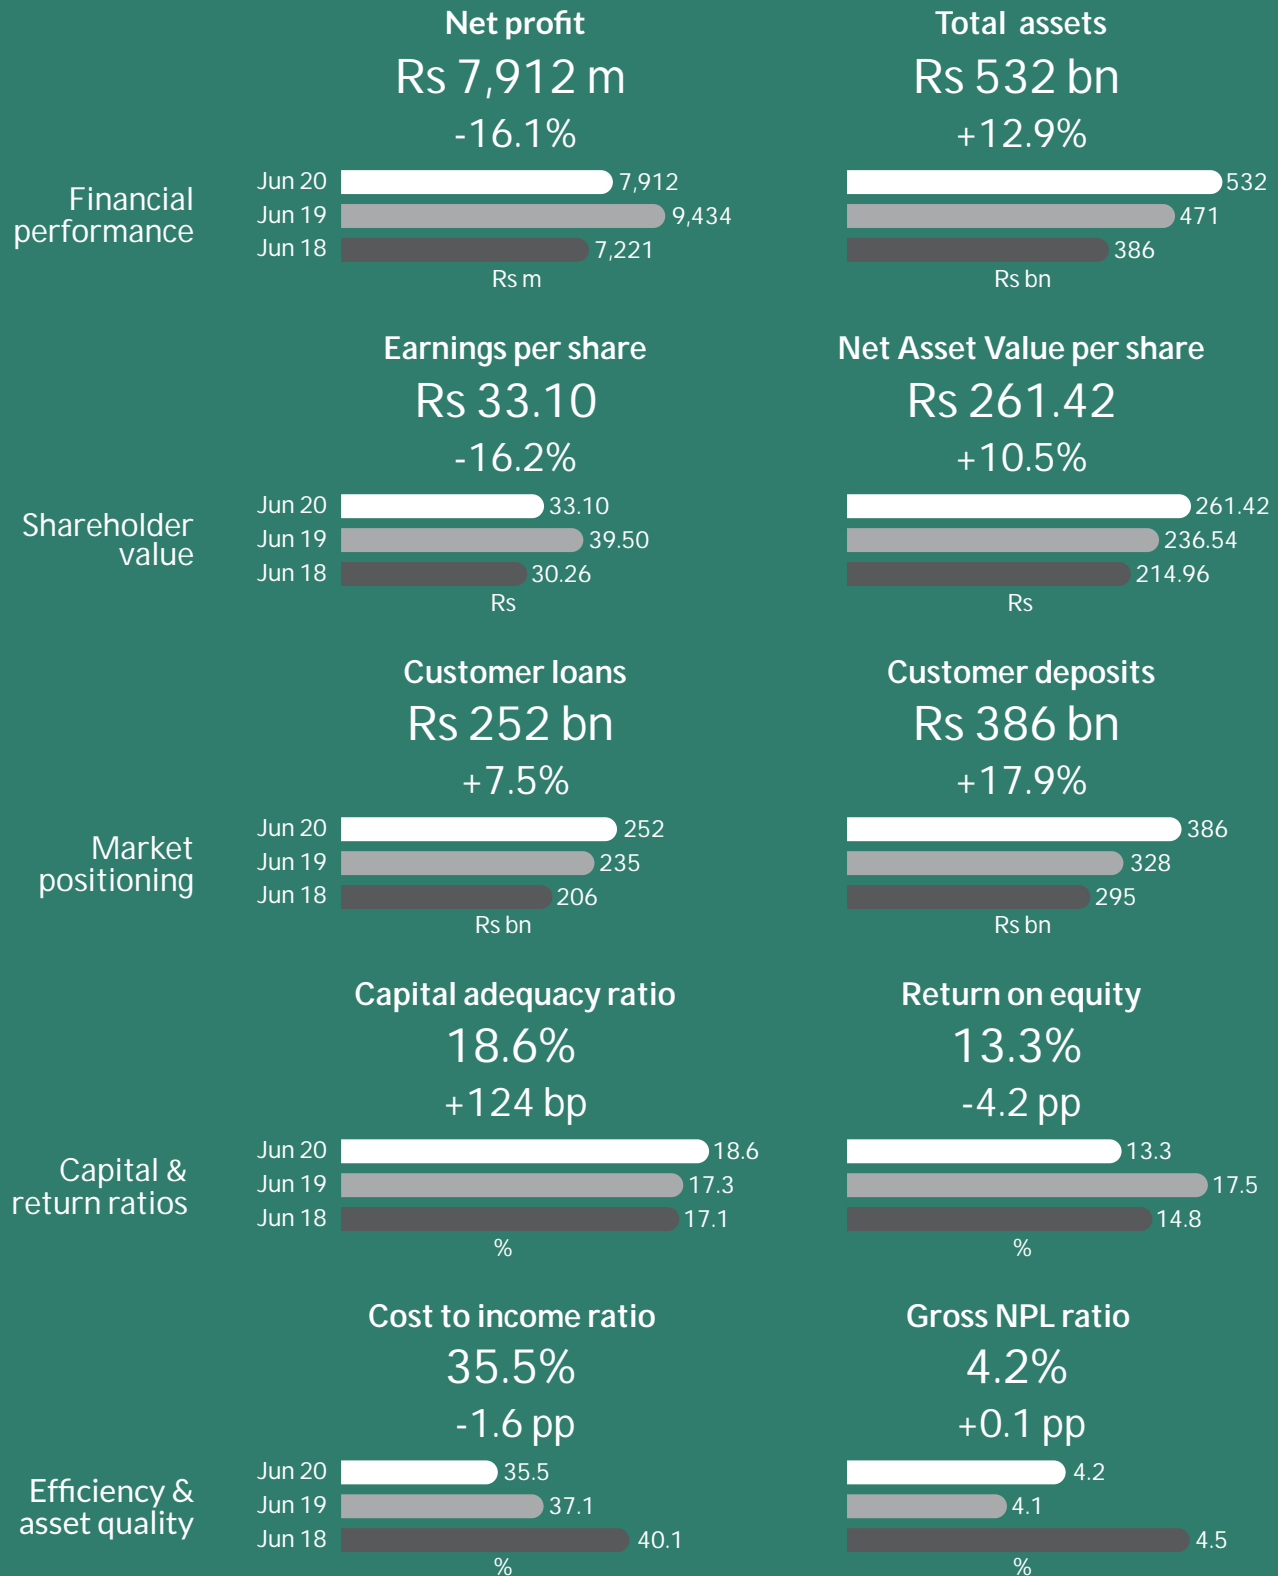 Financial
performance
Net profit
Rs 7,912 m
-16.1%
Jun 20 7,912
Jun 19 9,434
Jun 18 7,221
Rs m
Total assets
Rs 532 bn
+12.9%
532
471
386
Rs bn
Shareholder
value
Earnings per share
Rs 33.10
-16.2%
Jun 20 33.10
Jun 19 39.50
Jun 18 30.26
Rs
Net Asset Value per share
Rs 261.42
+10.5%
261.42
236.54
214.96
Rs
Market
positioning
Customer loans
Rs 252 bn
+7.5%
Jun 20 252
Jun 19 235
Jun 18 206
Rs bn
Customer deposits
Rs 386 bn
+17.9%
386
328
295
Rs bn
Capital &
return ratios
Capital adequacy ratio
18.6%
+124 bp
Jun 20 18.6
Jun 19 17.3
Jun 18 17.1
%
Return on equity
13.3%
-4.2 pp
13.3
17.5
14.8
%
Efficiency &
asset quality
Cost to income ratio
35.5%
-1.6 pp
Jun 20 35.5
Jun 19 37.1
Jun 18 40.1
%
Gross NPL ratio
4.2%
+0.1 pp
4.2
4.1
4.5
%